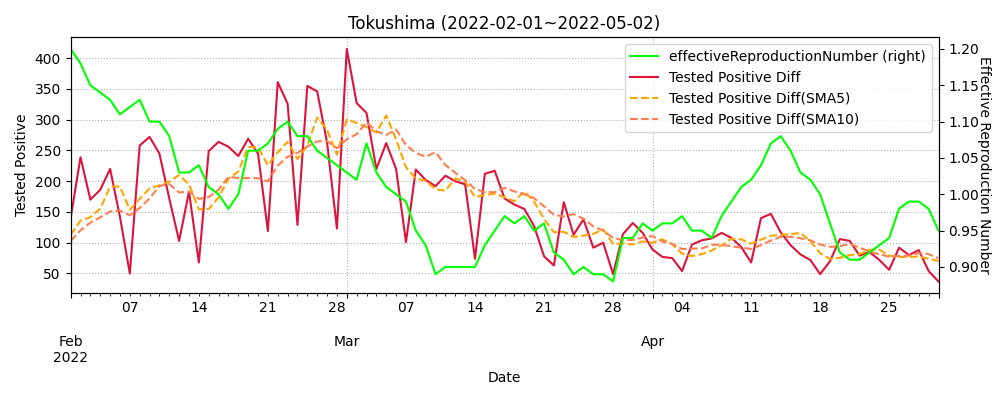 Tokushima (2022-02-01~2022-05-02)
effectiveReproductionNumber (right)
Tested Positive Diff
Tested Positive Diff(SMA5)
Tested Positive Diff(SMA10)
Tested Positive
400
350
300
250
200
150
100
50
1.20
1.15
1.10
1.05
1.00
0.95
0.90
Effective Reproduction Number
07 14 21 28 07 14 21 28 04 11 18 25
Feb Mar Apr
2022
Date